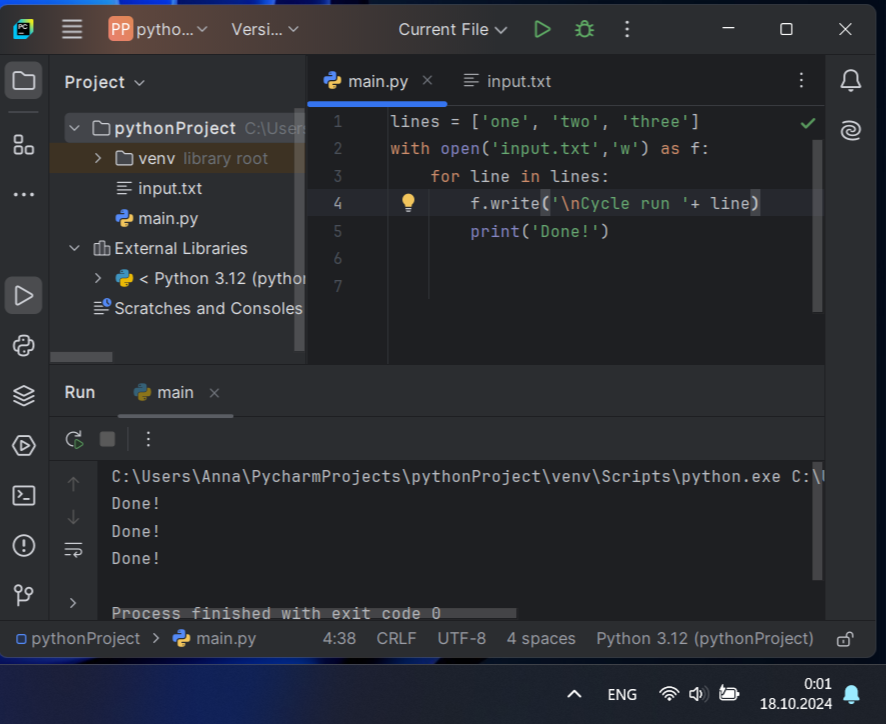 PC
PP pytho... Versi... Current File
Project
main.py
input.txt
pythonProject C:\User
venv library root
input.txt
main.py
External Libraries
< Python 3.12 (pythor
Scratches and Consoles
1 lines = ['one', 'two', 'three']
2 with open('input.txt','w') as f:
3 for line in lines:
4 f.write('\nCycle run '+ line)
5 print('Done!')
6
7
Run main
C:\Users\Anna\PycharmProjects\pythonProject\venv\Scripts\python.exe C:\U
Done!
Done!
Done!
Process finished with exit code 0
pythonProject > main.py 4:38 CRLF UTF-8 4 spaces Python 3.12 (pythonProject)
ENG 0:01
18.10.2024